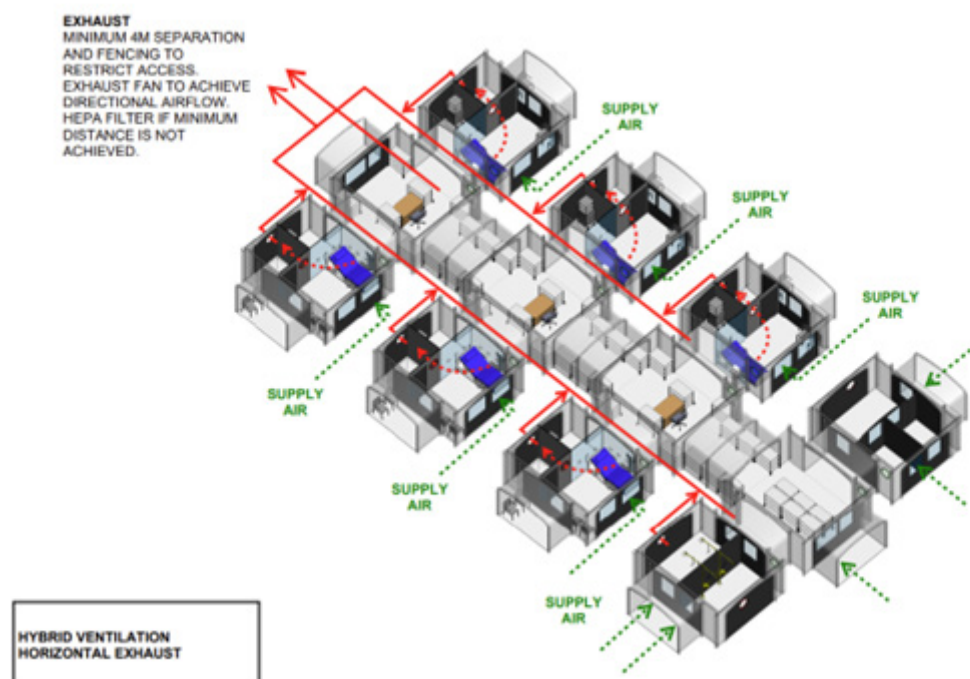 EXHAUST
MINIMUM 4M SEPARATION
AND FENCING TO
RESTRICT ACCESS.
EXHAUST FAN TO ACHIEVE
DIRECTIONAL AIRFLOW.
HEPA FILTER IF MINIMUM
DISTANCE IS NOT
ACHIEVED.
SUPPLY
AIR
SUPPLY
AIR
SUPPLY
AIR
SUPPLY
AIR
SUPPLY
AIR
SUPPLY
AIR
HYBRID VENTILATION
HORIZONTAL EXHAUST